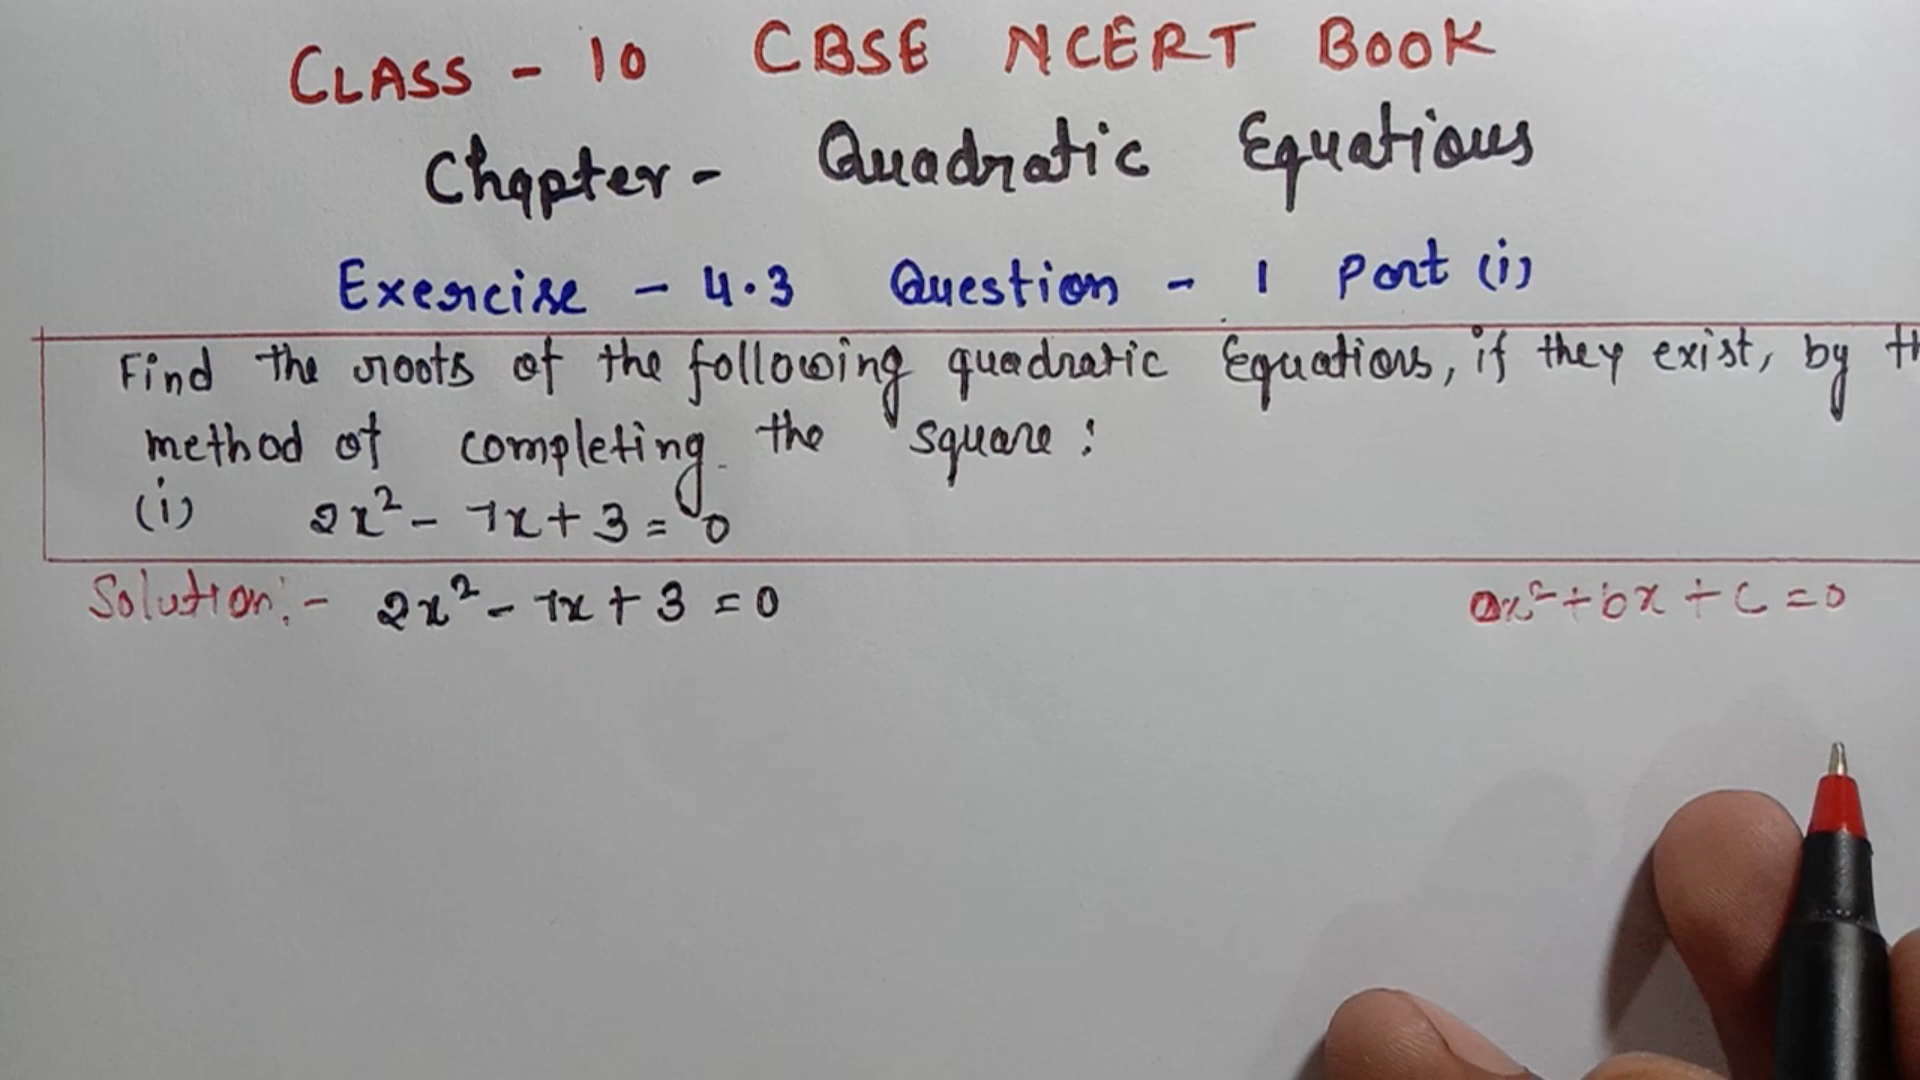 CLASS - 10 CBSE NCERT BOOK
Chapter - Quadratic Equations
Exercise - 4.3 Question - 1 Part (i)
Find the roots of the following quadratic Equations, if they exist, by th
method of completing the square:
(i) 2x² - 7x + 3 = 0
Solution:- 2x² - 7x + 3 = 0
ax² + bx + c = 0